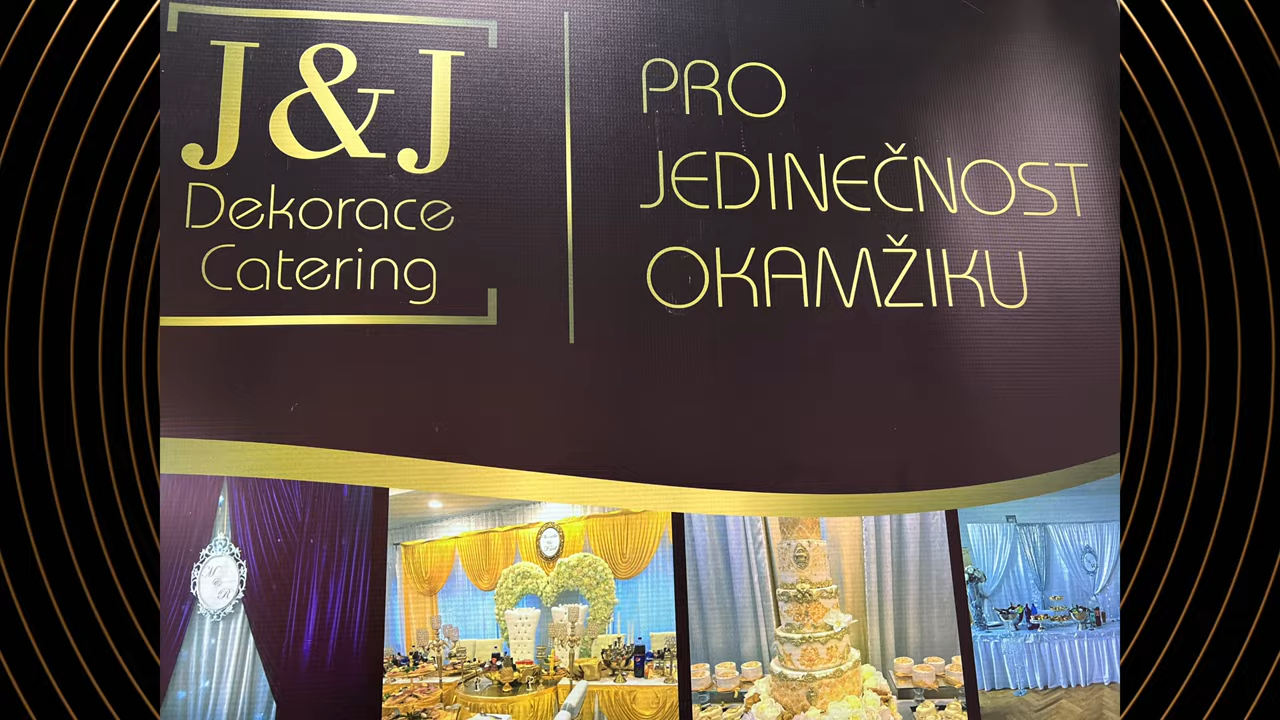 J&J
Dekorace
Catering
PRO
JEDINEČNOST
OKAMŽIKU